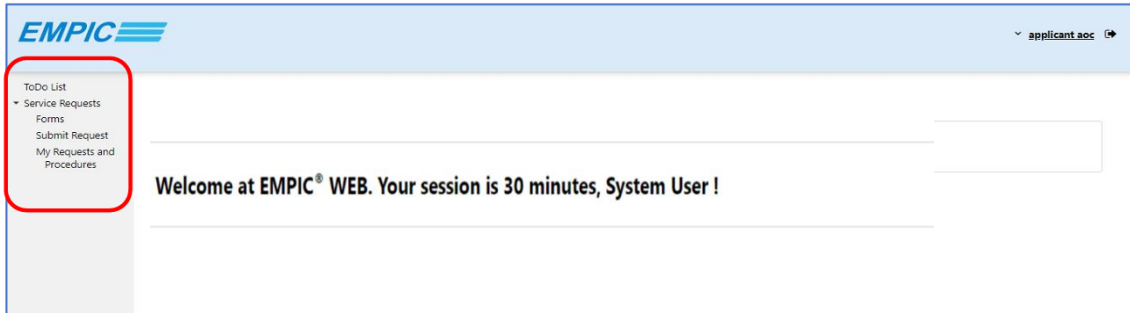 EMPIC
applicant aoc
ToDo List
Service Requests
Forms
Submit Request
My Requests and
Procedures
Welcome at EMPIC® WEB. Your session is 30 minutes, System User !